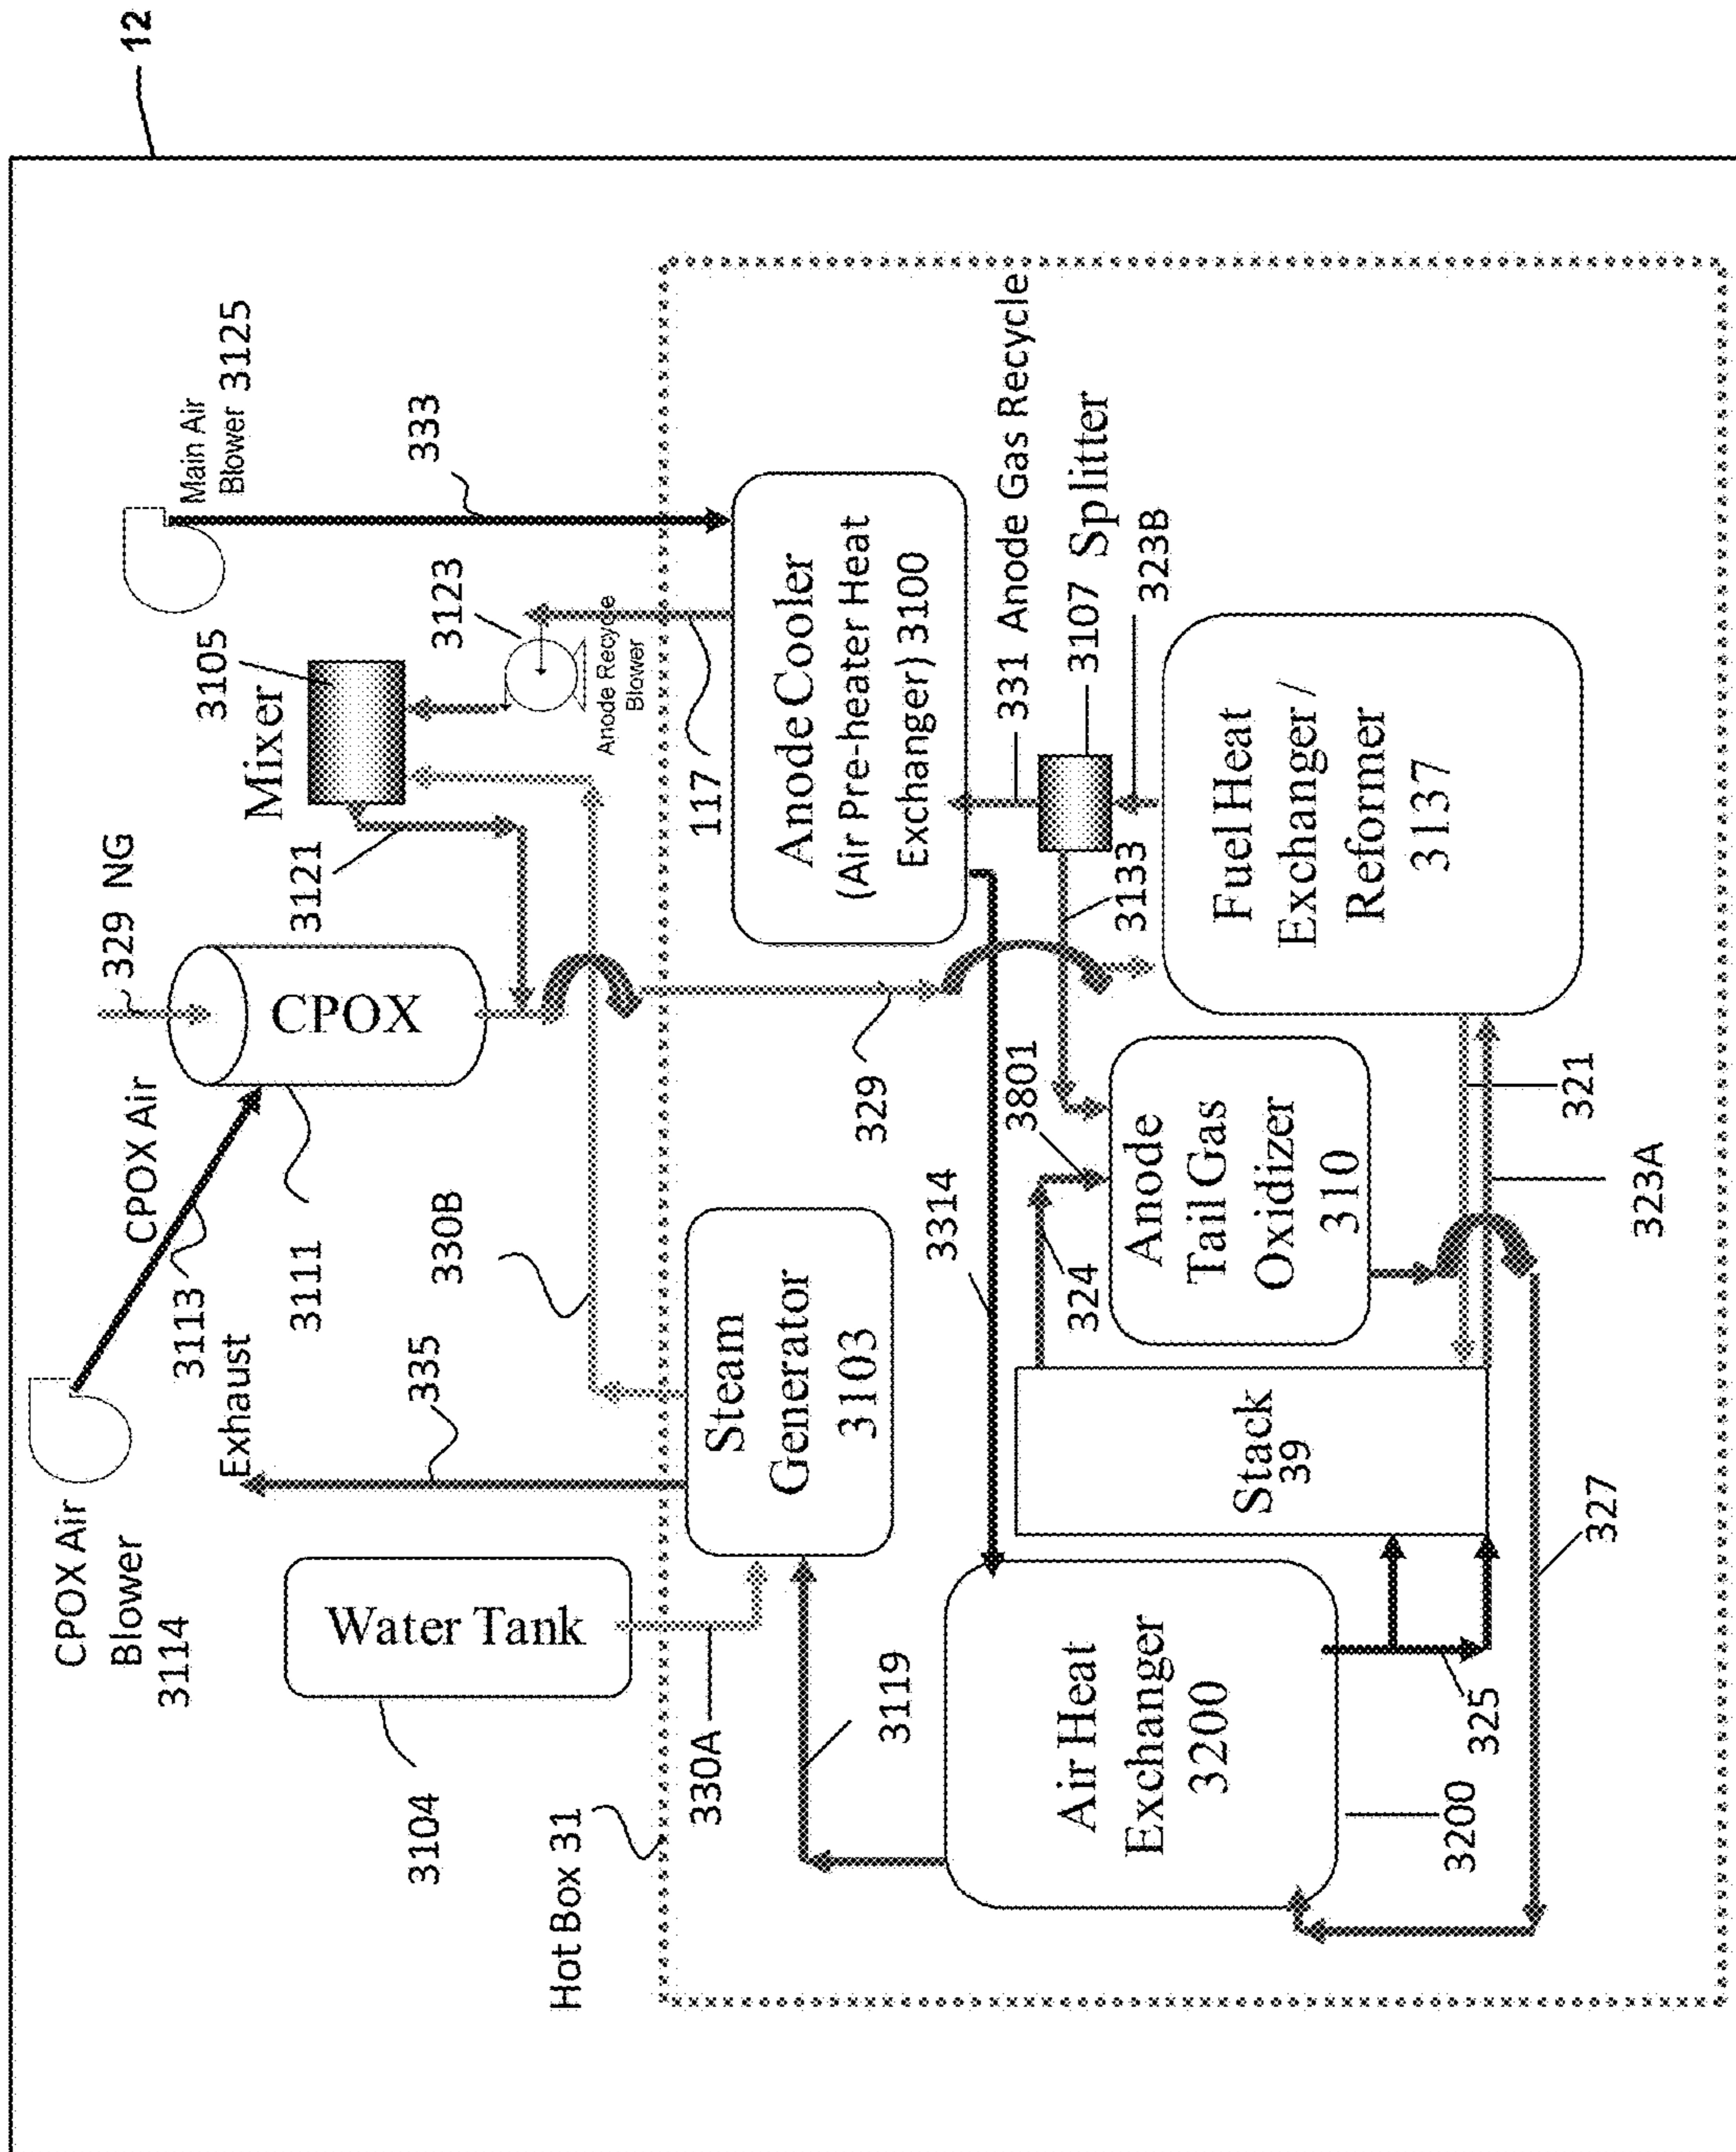 12
CPOX Air
Blower
3114
3113
CPOX Air
329 NG
Main Air
Blower 3125
Exhaust
3111
CPOX
Mixer
3105
3104
Water Tank
335
330B
3121
3123
Anode Recycle
Blower
333
Hot Box 31
330A
Steam
Generator
3103
117
3119
329
Anode Cooler
(Air Pre-heater Heat
Exchanger) 3100
3314
331 Anode Gas Recycle
3801
324
3133
3107 Splitter
323B
Air Heat
Exchanger
3200
Stack
39
Anode
Tail Gas
Oxidizer
310
Fuel Heat
Exchanger /
Reformer
3137
3200
325
327
321
323A